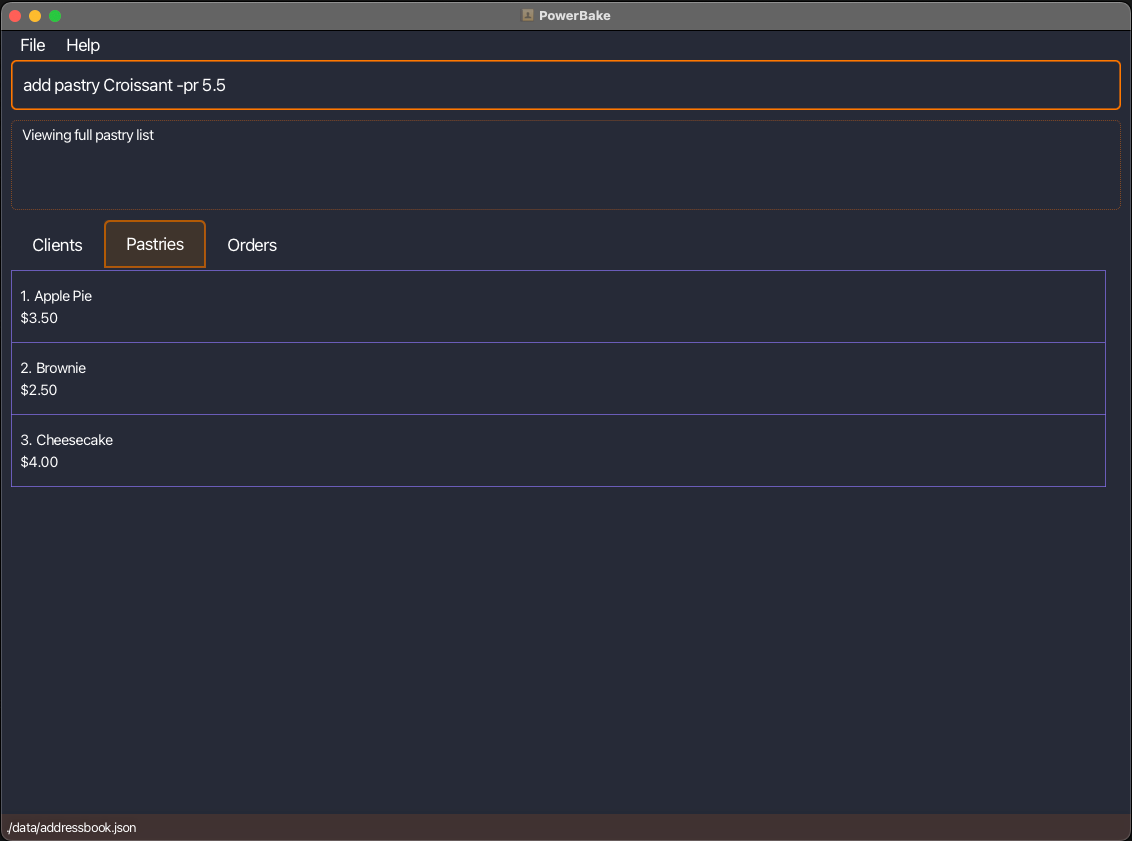 PowerBake
File Help
add pastry Croissant -pr 5.5
Viewing full pastry list
Clients Pastries Orders
1. Apple Pie
$3.50
2. Brownie
$2.50
3. Cheesecake
$4.00
./data/addressbook.json